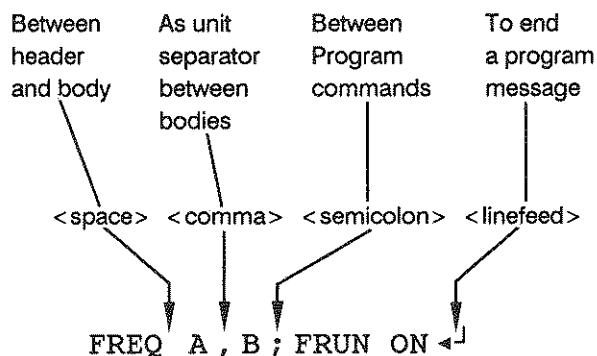 Between
header
and body
As unit
separator
between
bodies
Between
Program
commands
To end
a program
message
<space> <comma> <semicolon> <linefeed>
FREQ A , B ; FRUN ON ↵